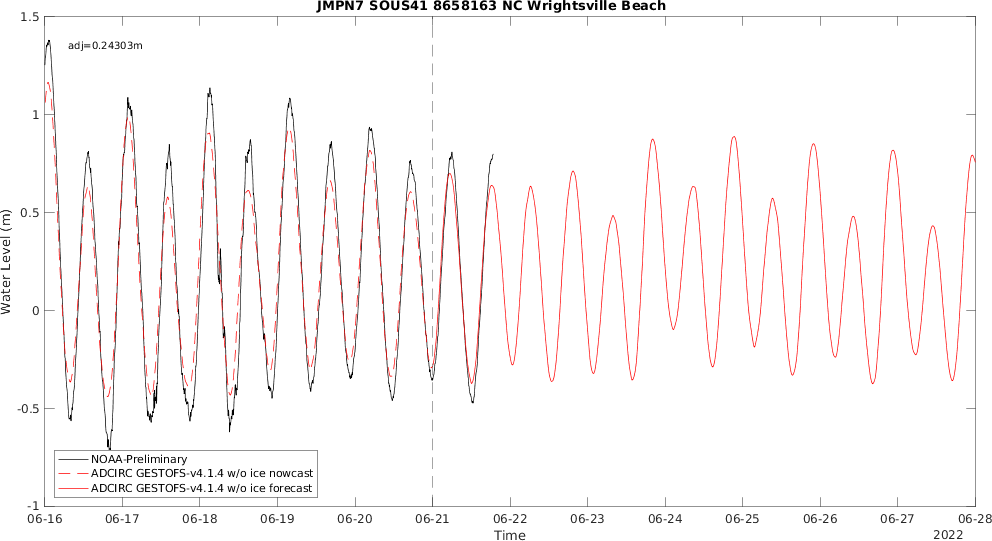 JMPN7 SOUS41 8658163 NC Wrightsville Beach
adj=0.24303m
1.5
1
0.5
0
-0.5
-1
Water Level (m)
NOAA-Preliminary
ADCIRC GESTOFS-v4.1.4 w/o ice nowcast
ADCIRC GESTOFS-v4.1.4 w/o ice forecast
06-16 06-17 06-18 06-19 06-20 06-21 06-22 06-23 06-24 06-25 06-26 06-27 06-28
Time
2022